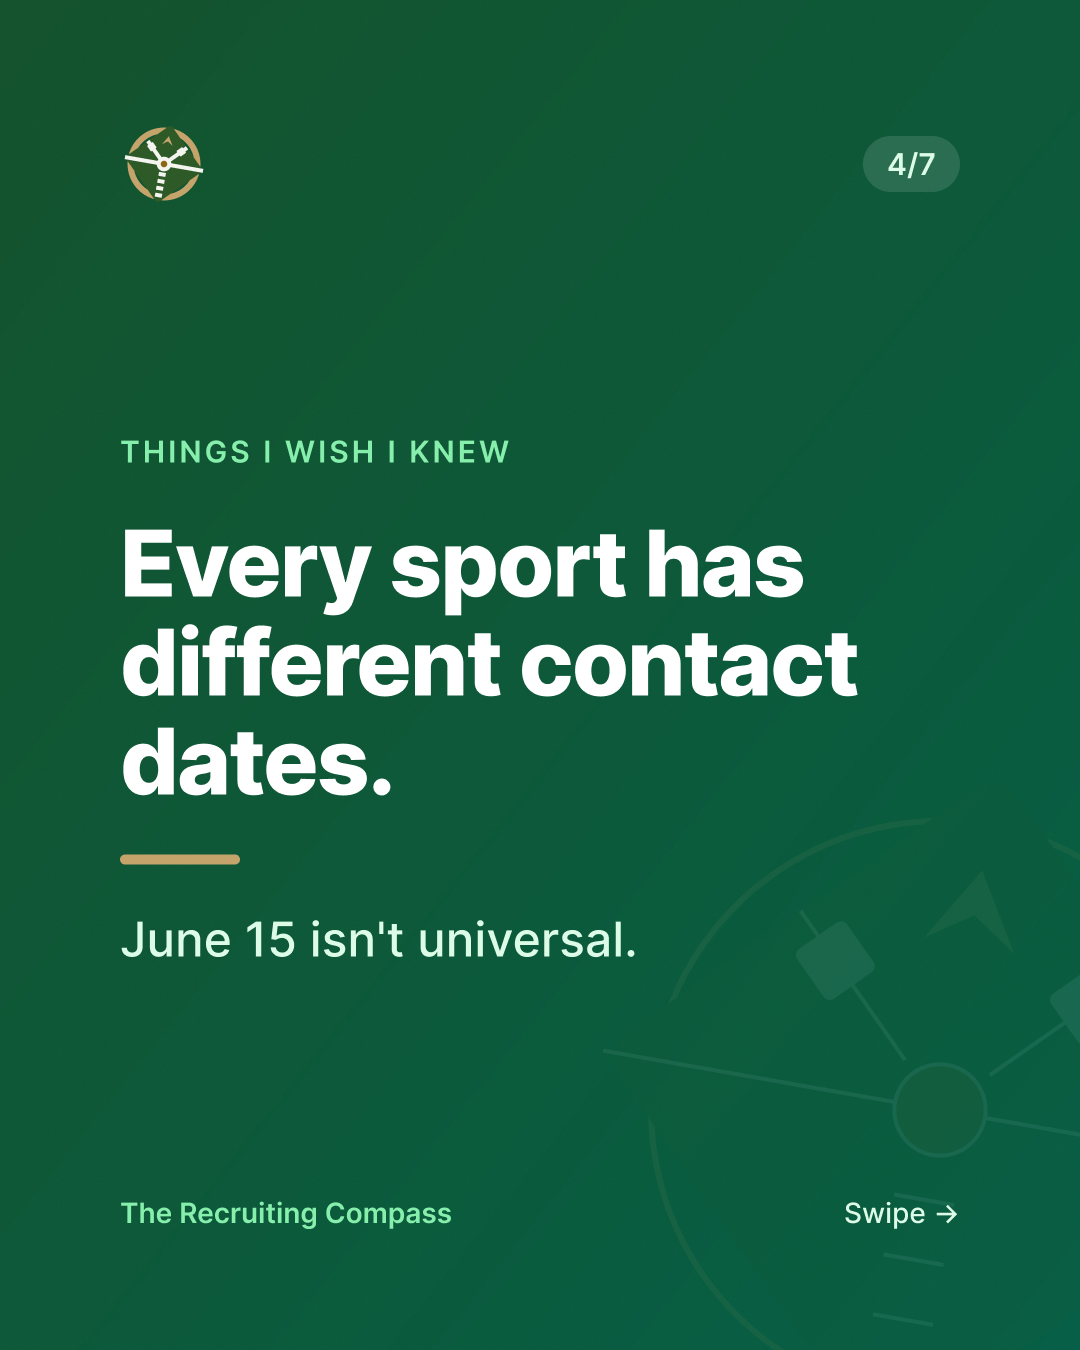 4/7
THINGS I WISH I KNEW
Every sport has
different contact
dates.
June 15 isn't universal.
The Recruiting Compass
Swipe →